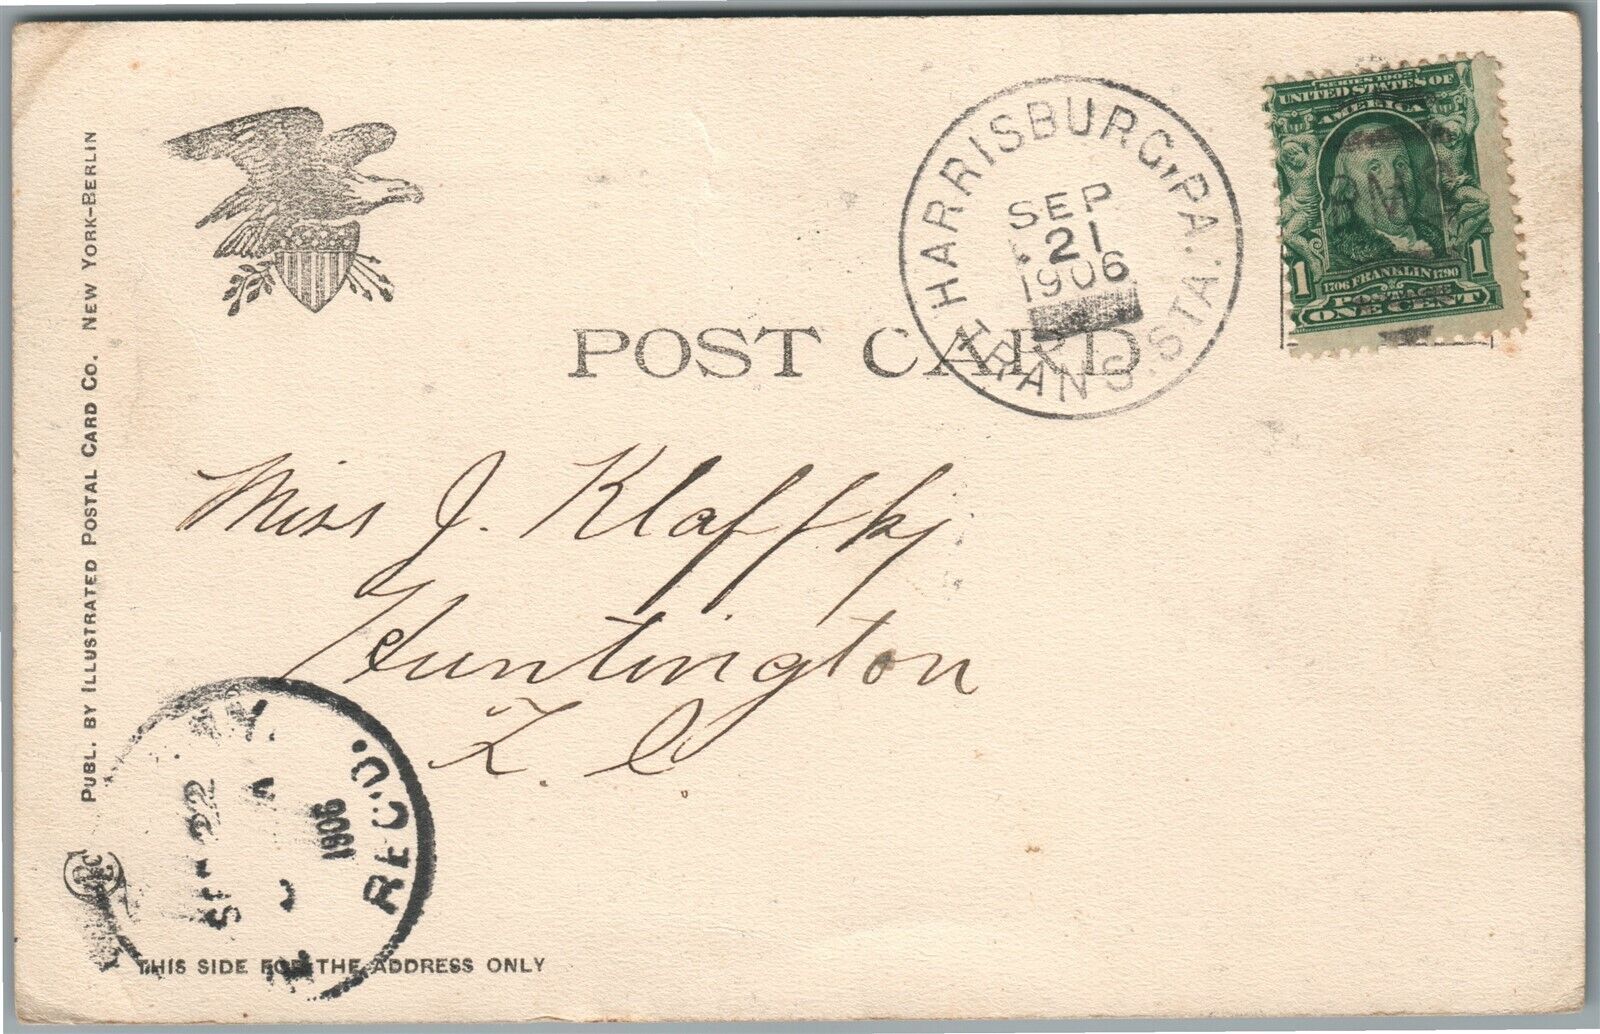 PUBL. BY ILLUSTRATED POSTAL CARD CO. NEW YORK–BERLIN
HARRISBURG, PA.
SEP
21
1906
TRANS. STA.
SERIES 1902
UNITED STATES OF
AMERICA
1706 FRANKLIN 1790
POSTAGE
1 ONE CENT 1
POST CARD
Miss J. Klaffky
Huntington
L. I.
22
1906
REC'D.
THIS SIDE FOR THE ADDRESS ONLY